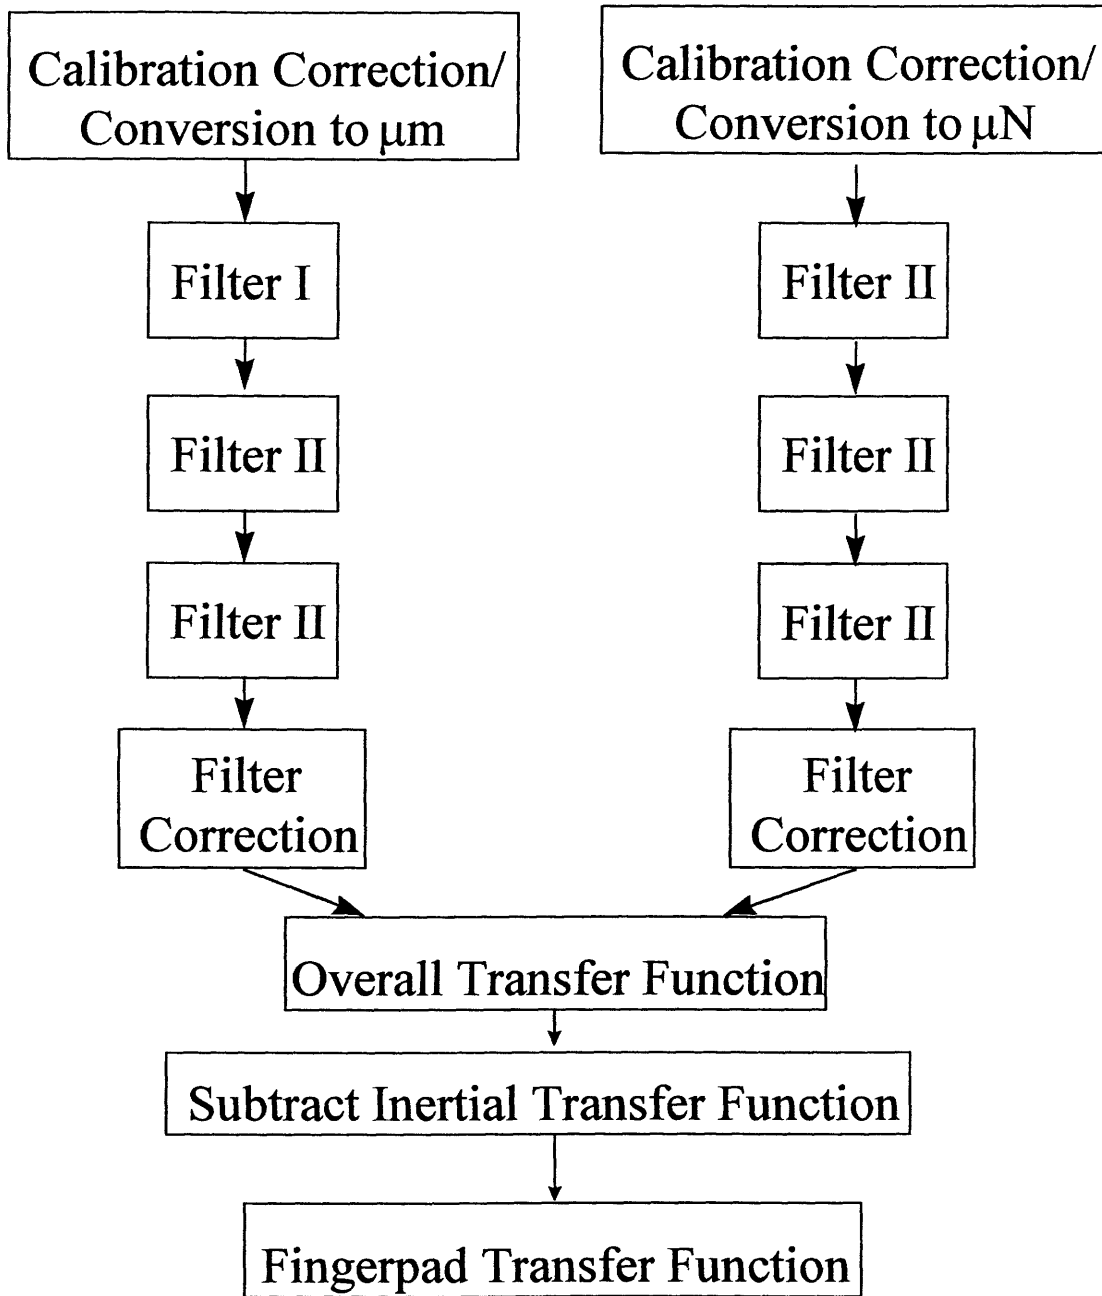 Calibration Correction/
Conversion to μm
Calibration Correction/
Conversion to μN
Filter I
Filter II
Filter II
Filter II
Filter II
Filter II
Filter
Correction
Filter
Correction
Overall Transfer Function
Subtract Inertial Transfer Function
Fingerpad Transfer Function